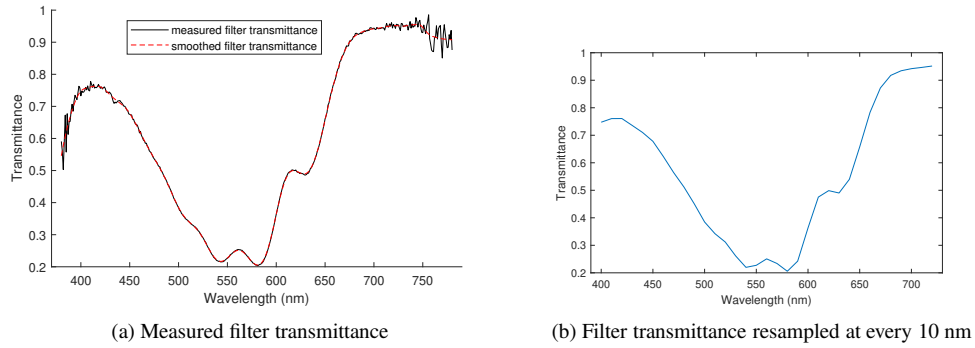 1
0.9
0.8
0.7
0.6
0.5
0.4
0.3
0.2
Transmittance
measured filter transmittance
smoothed filter transmittance
400 450 500 550 600 650 700 750
Wavelength (nm)
(a) Measured filter transmittance
1
0.9
0.8
0.7
0.6
0.5
0.4
0.3
0.2
Transmittance
400 450 500 550 600 650 700
Wavelength (nm)
(b) Filter transmittance resampled at every 10 nm